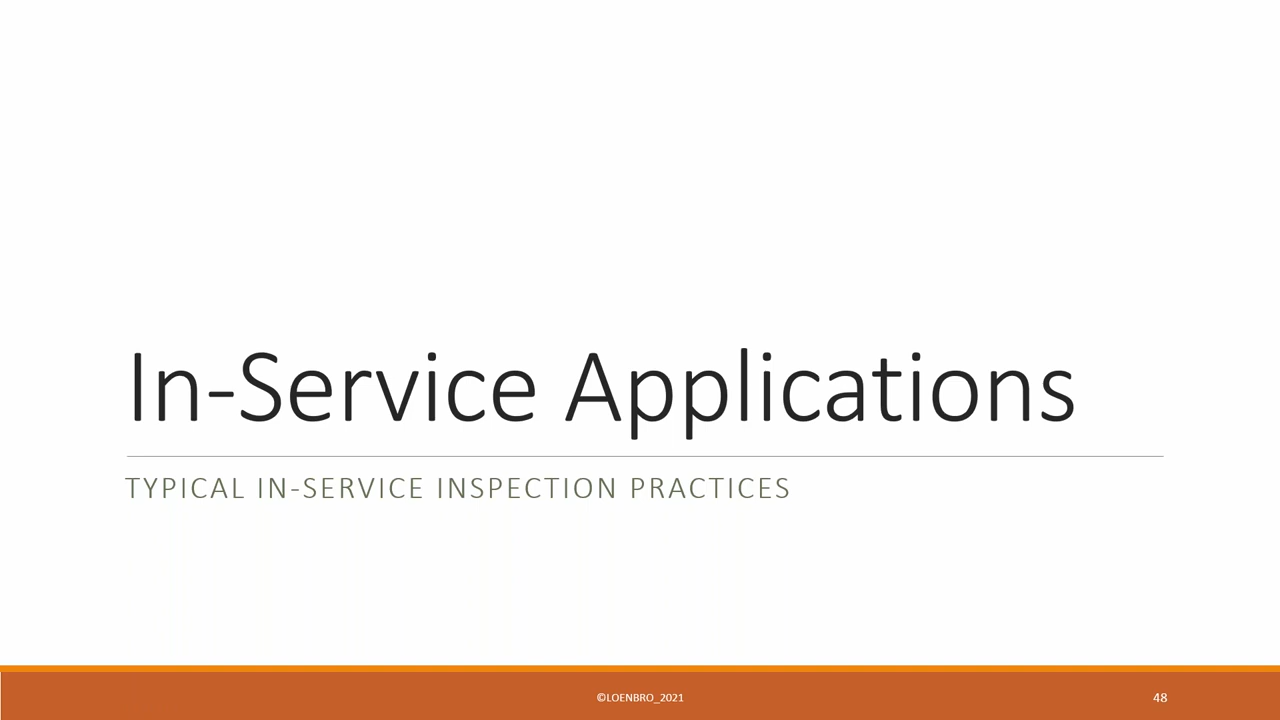 In-Service Applications
TYPICAL IN-SERVICE INSPECTION PRACTICES
©LOENBRO_2021
48